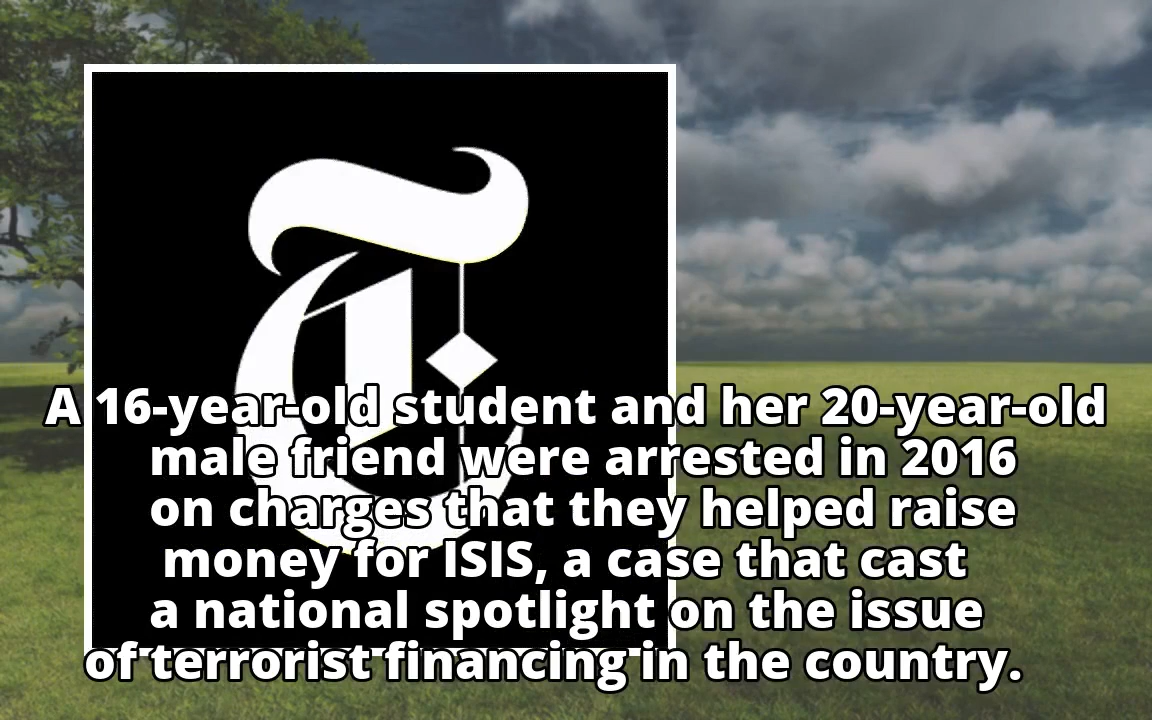 A 16-year-old student and her 20-year-old
male friend were arrested in 2016
on charges that they helped raise
money for ISIS, a case that cast
a national spotlight on the issue
of terrorist financing in the country.